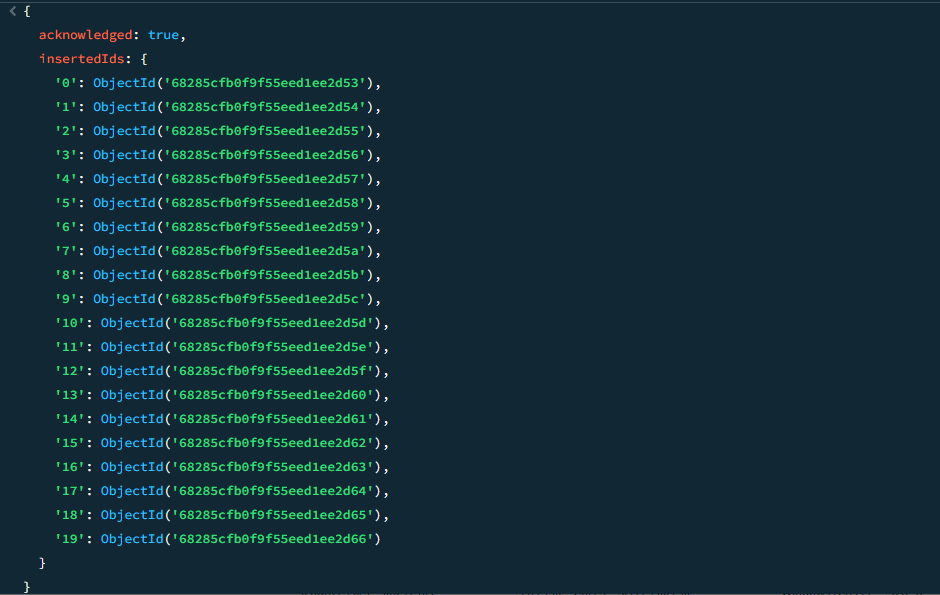 {
acknowledged: true,
insertedIds: {
'0': ObjectId('68285cfb0f9f55eed1ee2d53'),
'1': ObjectId('68285cfb0f9f55eed1ee2d54'),
'2': ObjectId('68285cfb0f9f55eed1ee2d55'),
'3': ObjectId('68285cfb0f9f55eed1ee2d56'),
'4': ObjectId('68285cfb0f9f55eed1ee2d57'),
'5': ObjectId('68285cfb0f9f55eed1ee2d58'),
'6': ObjectId('68285cfb0f9f55eed1ee2d59'),
'7': ObjectId('68285cfb0f9f55eed1ee2d5a'),
'8': ObjectId('68285cfb0f9f55eed1ee2d5b'),
'9': ObjectId('68285cfb0f9f55eed1ee2d5c'),
'10': ObjectId('68285cfb0f9f55eed1ee2d5d'),
'11': ObjectId('68285cfb0f9f55eed1ee2d5e'),
'12': ObjectId('68285cfb0f9f55eed1ee2d5f'),
'13': ObjectId('68285cfb0f9f55eed1ee2d60'),
'14': ObjectId('68285cfb0f9f55eed1ee2d61'),
'15': ObjectId('68285cfb0f9f55eed1ee2d62'),
'16': ObjectId('68285cfb0f9f55eed1ee2d63'),
'17': ObjectId('68285cfb0f9f55eed1ee2d64'),
'18': ObjectId('68285cfb0f9f55eed1ee2d65'),
'19': ObjectId('68285cfb0f9f55eed1ee2d66')
}
}